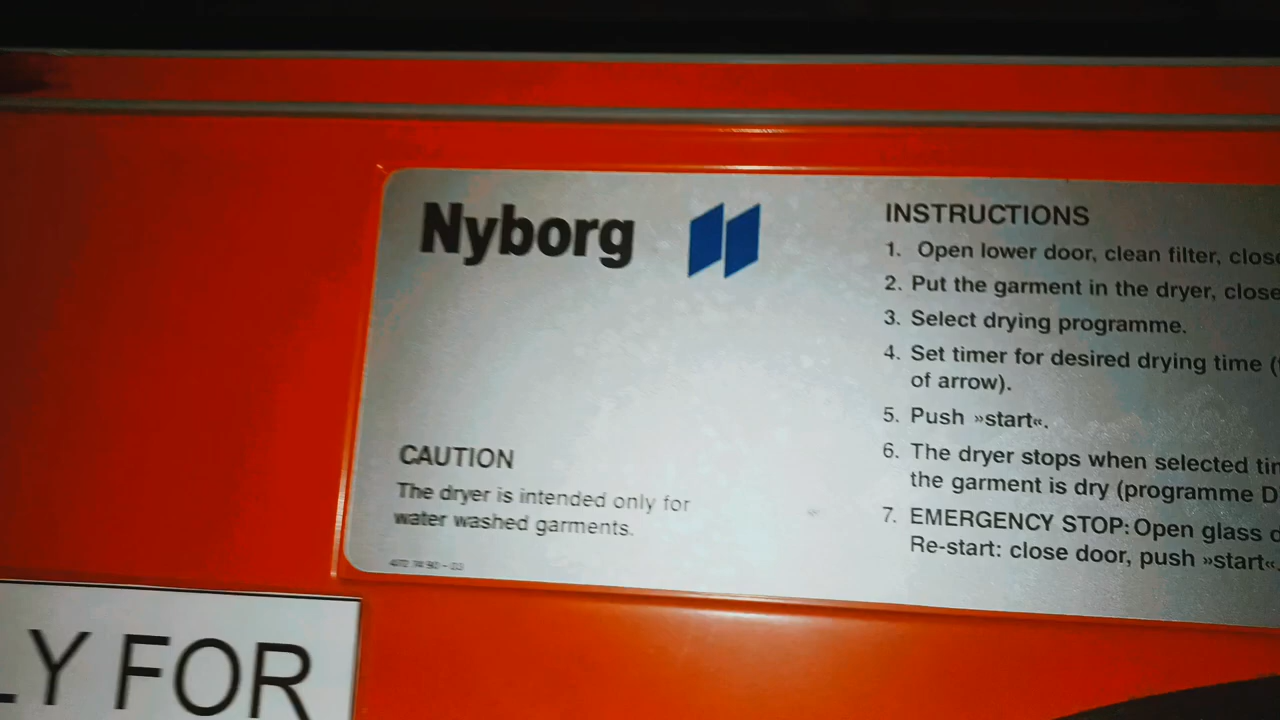 Nyborg
INSTRUCTIONS
1. Open lower door, clean filter,
2. Put the garment in the dryer, close
3. Select drying programme.
4. Set timer for desired drying time (
of arrow).
5. Push »start«.
6. The dryer stops when selected
the garment is dry (programme D
7. EMERGENCY STOP: Open glass
Re-start: close door, push »start«
CAUTION
The dryer is intended only for
water washed garments.
FOR